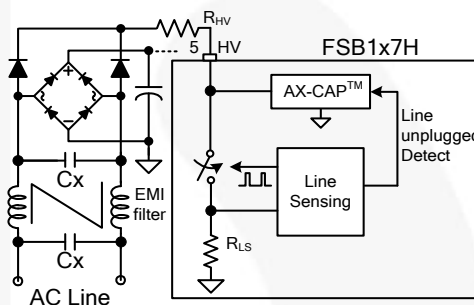 RHV
5
HV
FSB1x7H
AX-CAP™
Line
unplugged
Detect
Cx
EMI
filter
Line
Sensing
RLS
Cx
AC Line